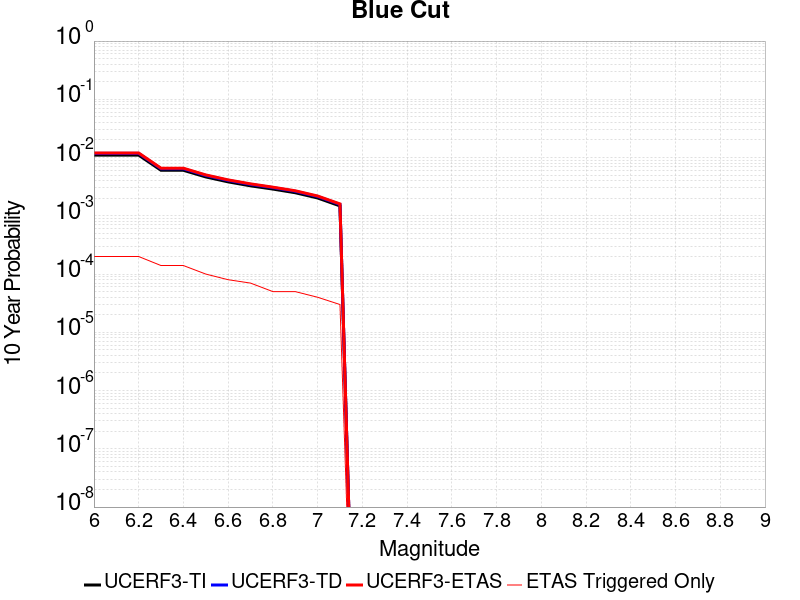 Blue Cut
10^0
10^-1
10^-2
10^-3
10^-4
10^-5
10^-6
10^-7
10^-8
10 Year Probability
6 6.2 6.4 6.6 6.8 7 7.2 7.4 7.6 7.8 8 8.2 8.4 8.6 8.8 9
Magnitude
UCERF3-TI UCERF3-TD UCERF3-ETAS ETAS Triggered Only